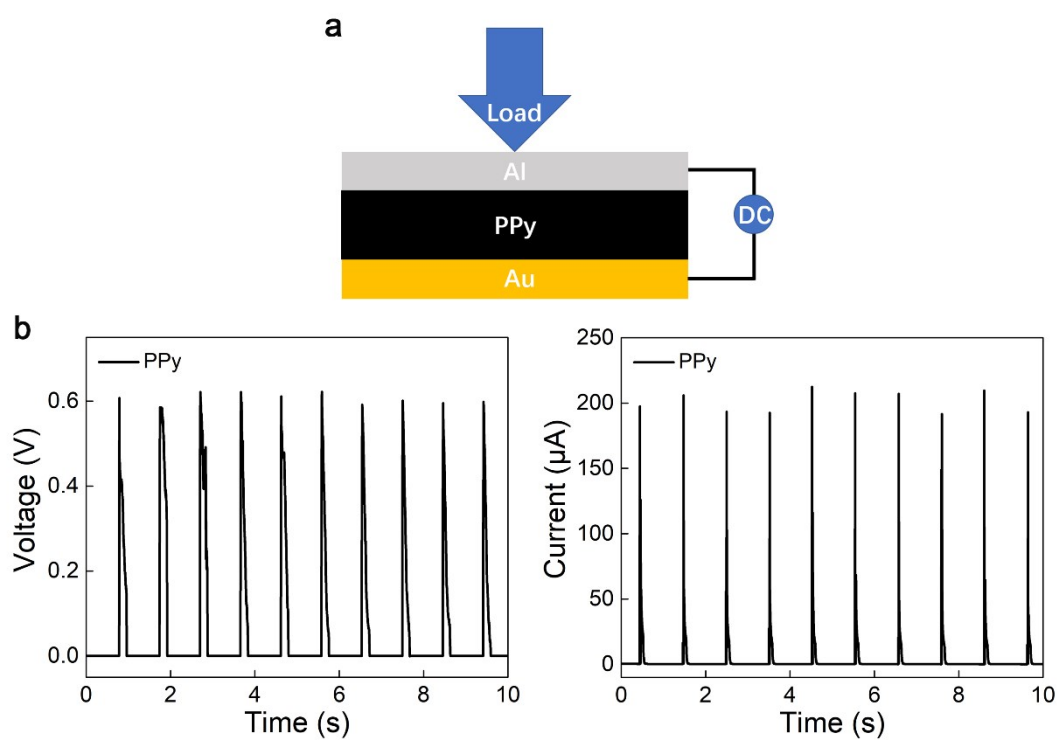 a
Load
Al
PPy
Au
DC
b
PPy
Voltage (V)
0.6
0.4
0.2
0.0
0 2 4 6 8 10
Time (s)
PPy
Current (μA)
250
200
150
100
50
0
0 2 4 6 8 10
Time (s)